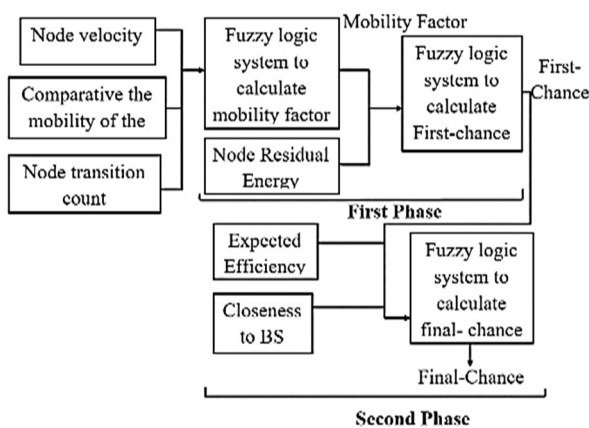 Node velocity
Comparative the
mobility of the
Node transition
count
Fuzzy logic
system to
calculate
mobility factor
Mobility Factor
Node Residual
Energy
Fuzzy logic
system to
calculate
First-chance
First-
Chance
First Phase
Expected
Efficiency
Closeness
to BS
Fuzzy logic
system to
calculate
final- chance
Final-Chance
Second Phase